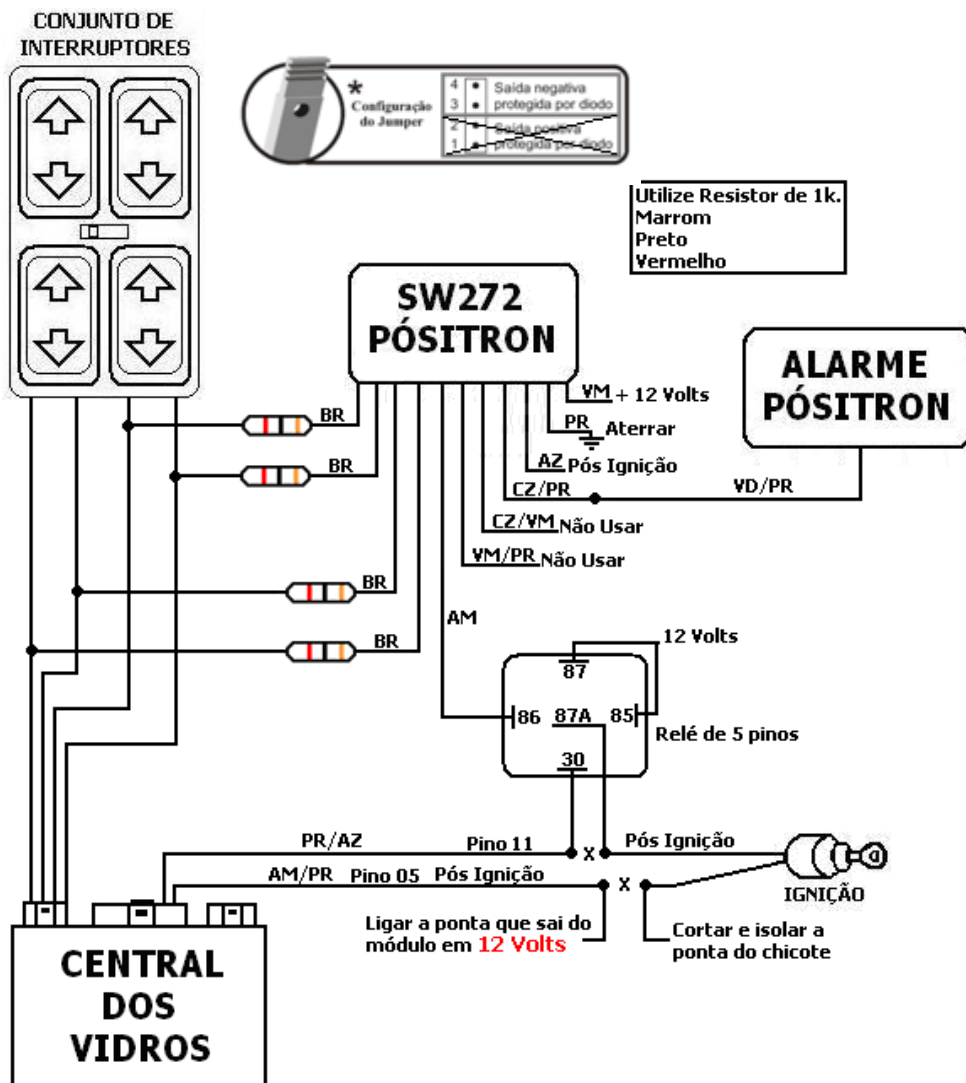 CONJUNTO DE
INTERRUPTORES
*
Configuração
do Jumper
4
3
2
1
Saída negativa
protegida por diodo
Saída positiva
protegida por diodo
Utilize Resistor de 1k.
Marrom
Preto
Vermelho
SW272
PÓSITRON
ALARME
PÓSITRON
VM + 12 Volts
PR Aterrar
AZ Pós Ignição
CZ/PR
VD/PR
CZ/VM Não Usar
VM/PR Não Usar
BR
BR
BR
BR
AM
12 Volts
87
86
87A
85
30
Relé de 5 pinos
PR/AZ
Pino 11
X
Pós Ignição
AM/PR
Pino 05
Pós Ignição
X
IGNIÇÃO
Ligar a ponta que sai do
módulo em 12 Volts
Cortar e isolar a
ponta do chicote
CENTRAL
DOS
VIDROS